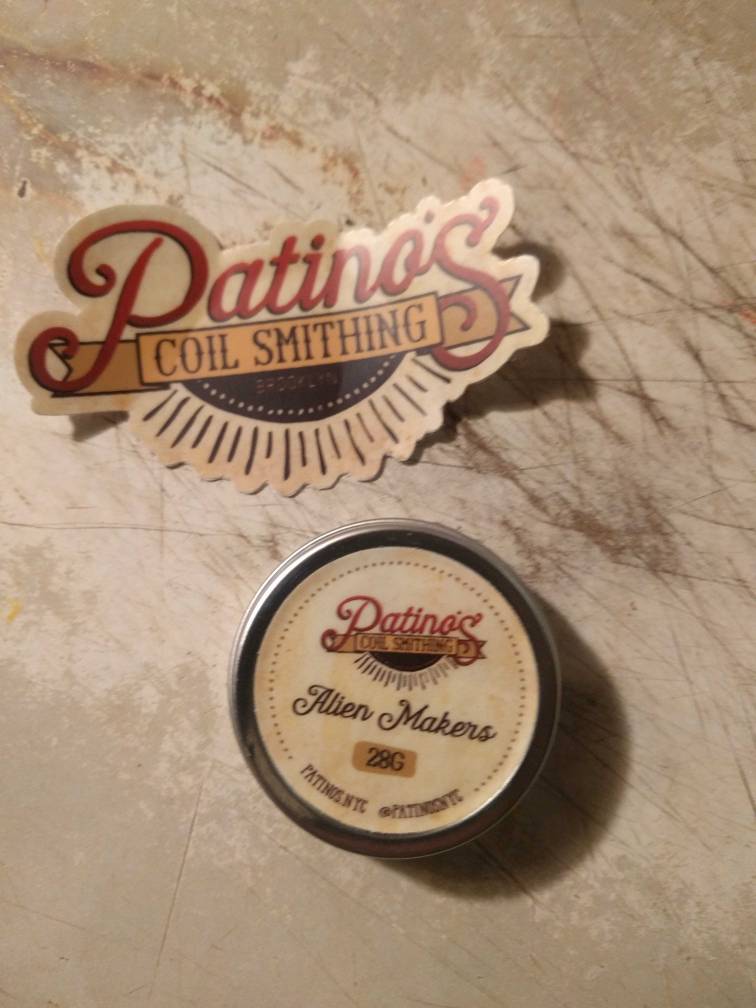 Patino's
COIL SMITHING
BROOKLYN
Patino's
COIL SMITHING
Alien Makers
28G
PATINOS.NYC @PATINOSNYC